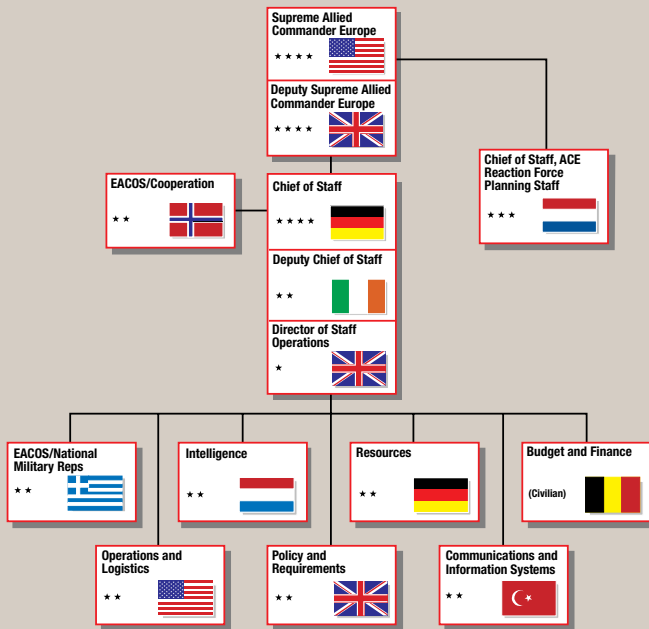 Supreme Allied
Commander Europe
Deputy Supreme Allied
Commander Europe
Chief of Staff, ACE
Reaction Force
Planning Staff
EACOS/Cooperation
Chief of Staff
Deputy Chief of Staff
Director of Staff
Operations
EACOS/National
Military Reps
Intelligence
Resources
Budget and Finance
(Civilian)
Operations and
Logistics
Policy and
Requirements
Communications and
Information Systems